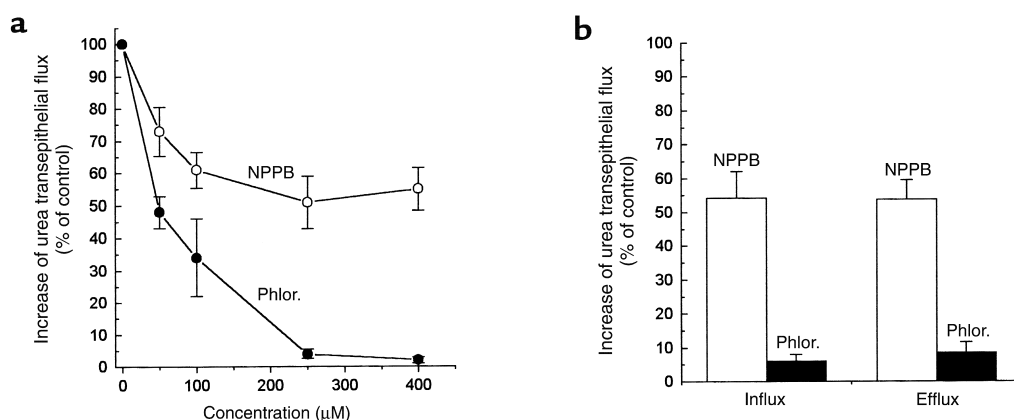 a
Increase of urea transepithelial flux
(% of control)
100
90
80
70
60
50
40
30
20
10
0
NPPB
Phlor.
0
100
200
300
400
Concentration (μM)
b
Increase of urea transepithelial flux
(% of control)
100
90
80
70
60
50
40
30
20
10
0
NPPB
Phlor.
NPPB
Phlor.
Influx
Efflux